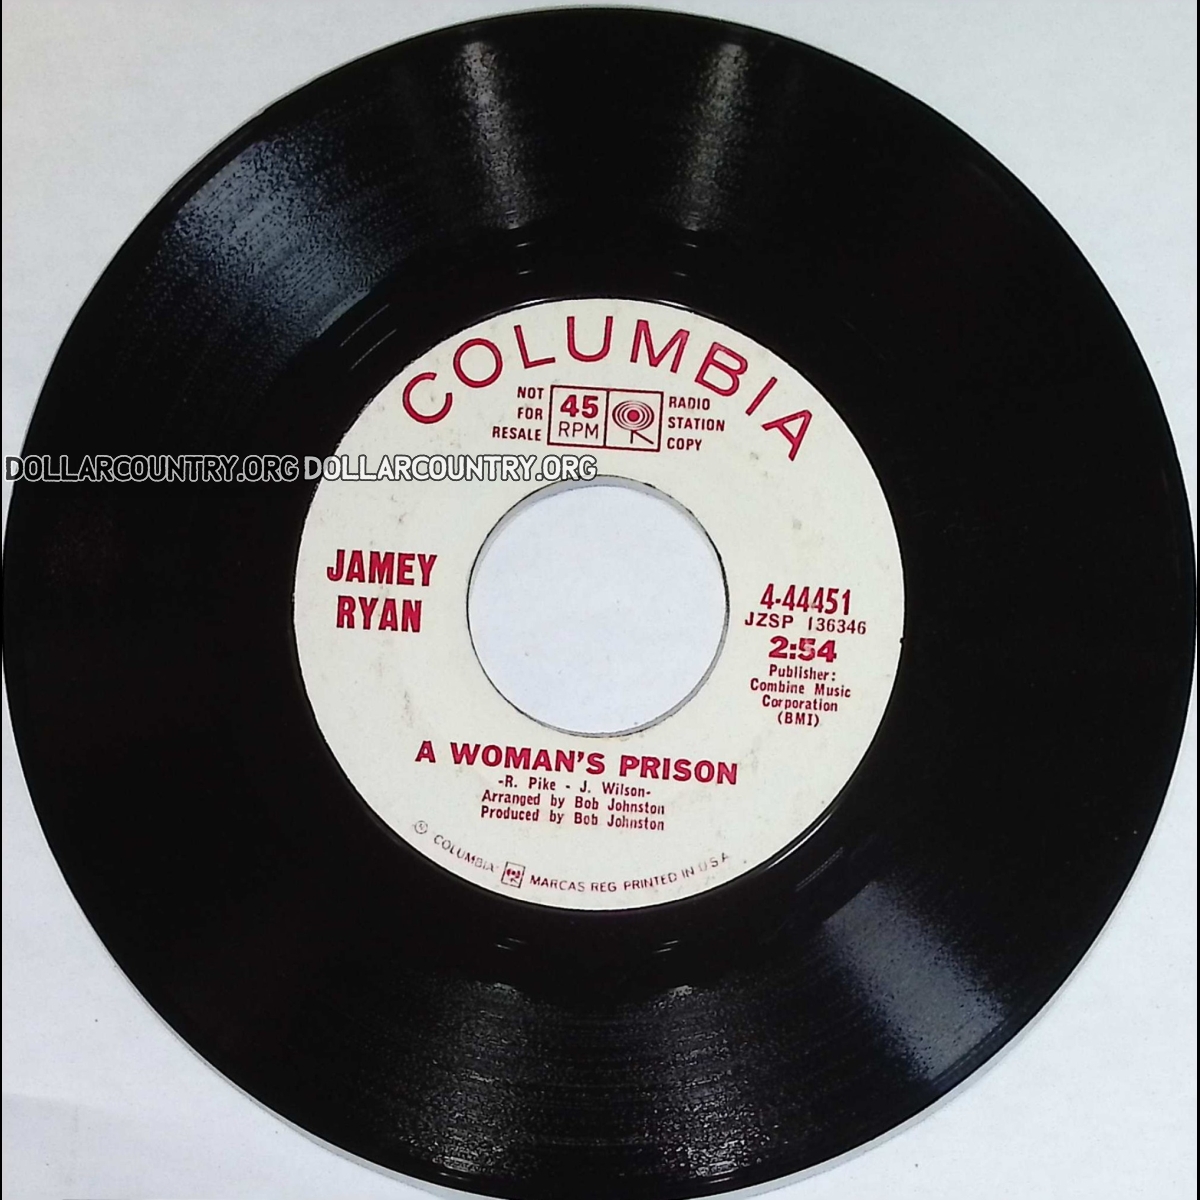 COLUMBIA
NOT
FOR
RESALE
45
RPM
RADIO
STATION
COPY
DOLLARCOUNTRY.ORG DOLLARCOUNTRY.ORG
JAMEY
RYAN
4-44451
JZSP 136346
2:54
Publisher:
Combine Music
Corporation
(BMI)
A WOMAN'S PRISON
-R. Pike - J. Wilson-
Arranged by Bob Johnston
Produced by Bob Johnston
COLUMBIA MARCAS REG PRINTED IN U S A